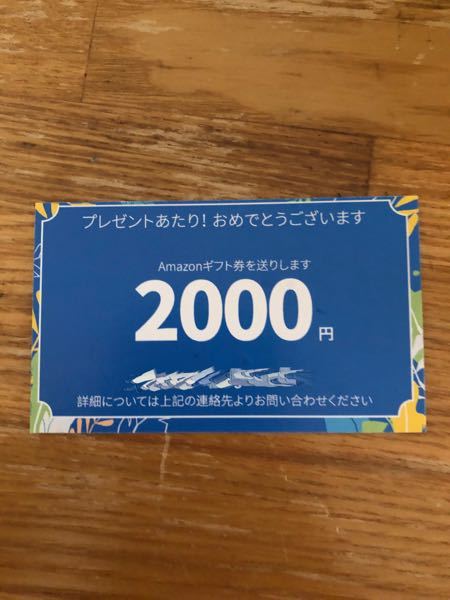 プレゼントあたり！おめでとうございます
Amazonギフト券を送りします
2000円
詳細については上記の連絡先よりお問い合わせください